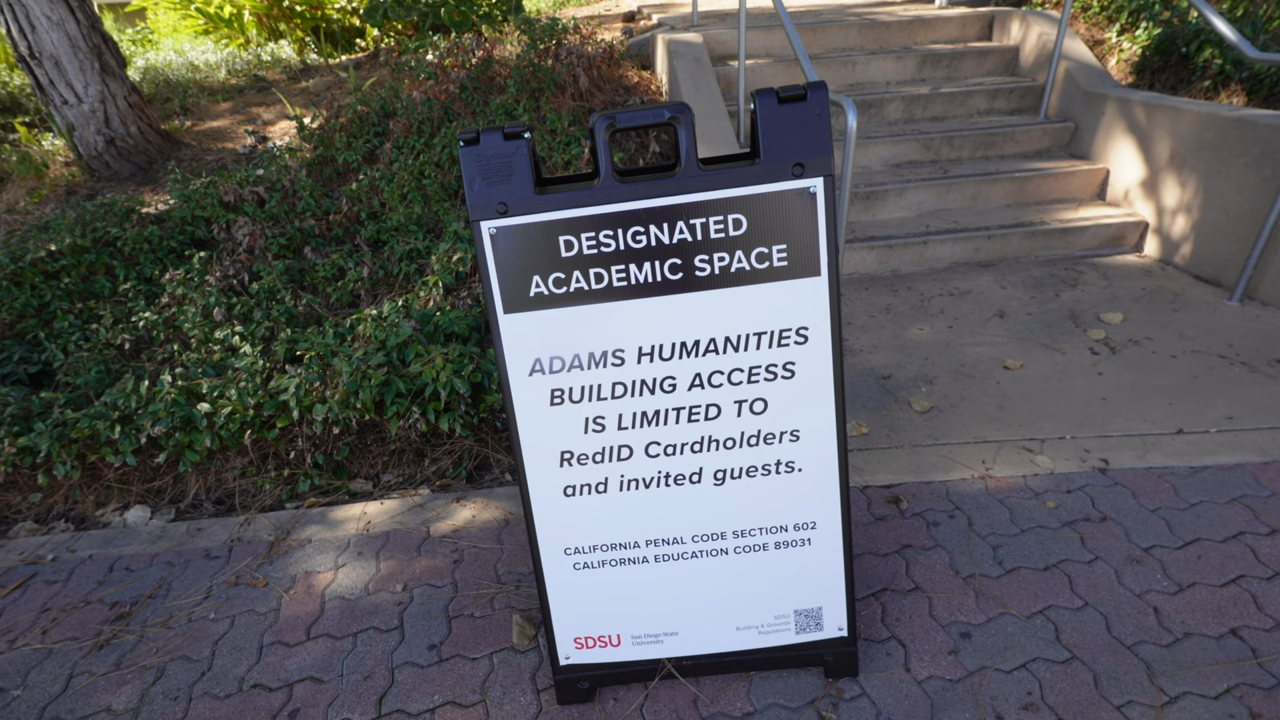 DESIGNATED
ACADEMIC SPACE
ADAMS HUMANITIES
BUILDING ACCESS
IS LIMITED TO
RedID Cardholders
and invited guests.
CALIFORNIA PENAL CODE SECTION 602
CALIFORNIA EDUCATION CODE 89031
SDSU
San Diego State
University
SDSU
Building & Grounds
Regulations